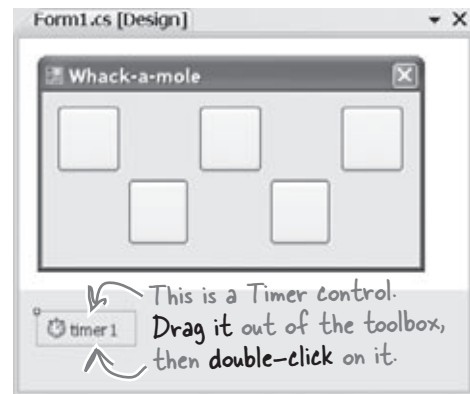 Form1.cs [Design]
Whack-a-mole
This is a Timer control.
Drag it out of the toolbox,
timer1
then double-click on it.